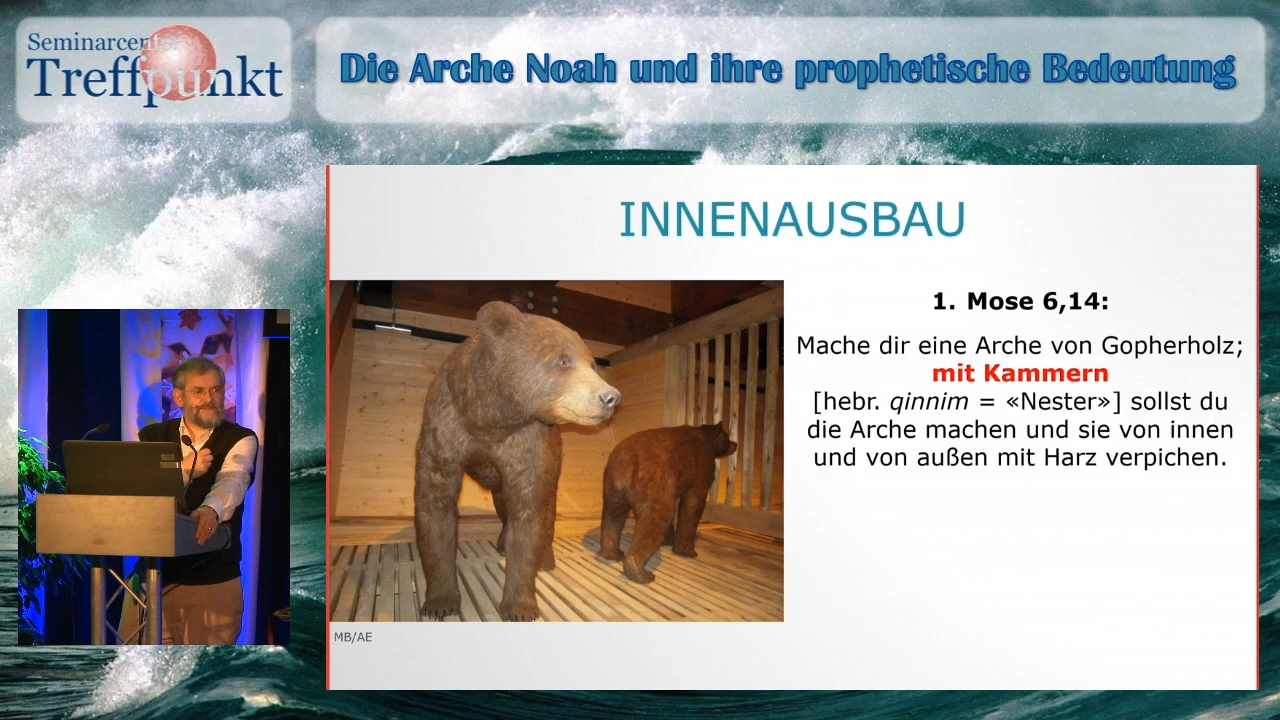 Seminarcenter
Treffpunkt
Die Arche Noah und ihre prophetische Bedeutung
INNENAUSBAU
1. Mose 6,14:
Mache dir eine Arche von Gopherholz;
mit Kammern
[hebr. qinnim = «Nester»] sollst du
die Arche machen und sie von innen
und von außen mit Harz verpichen.
MB/AE